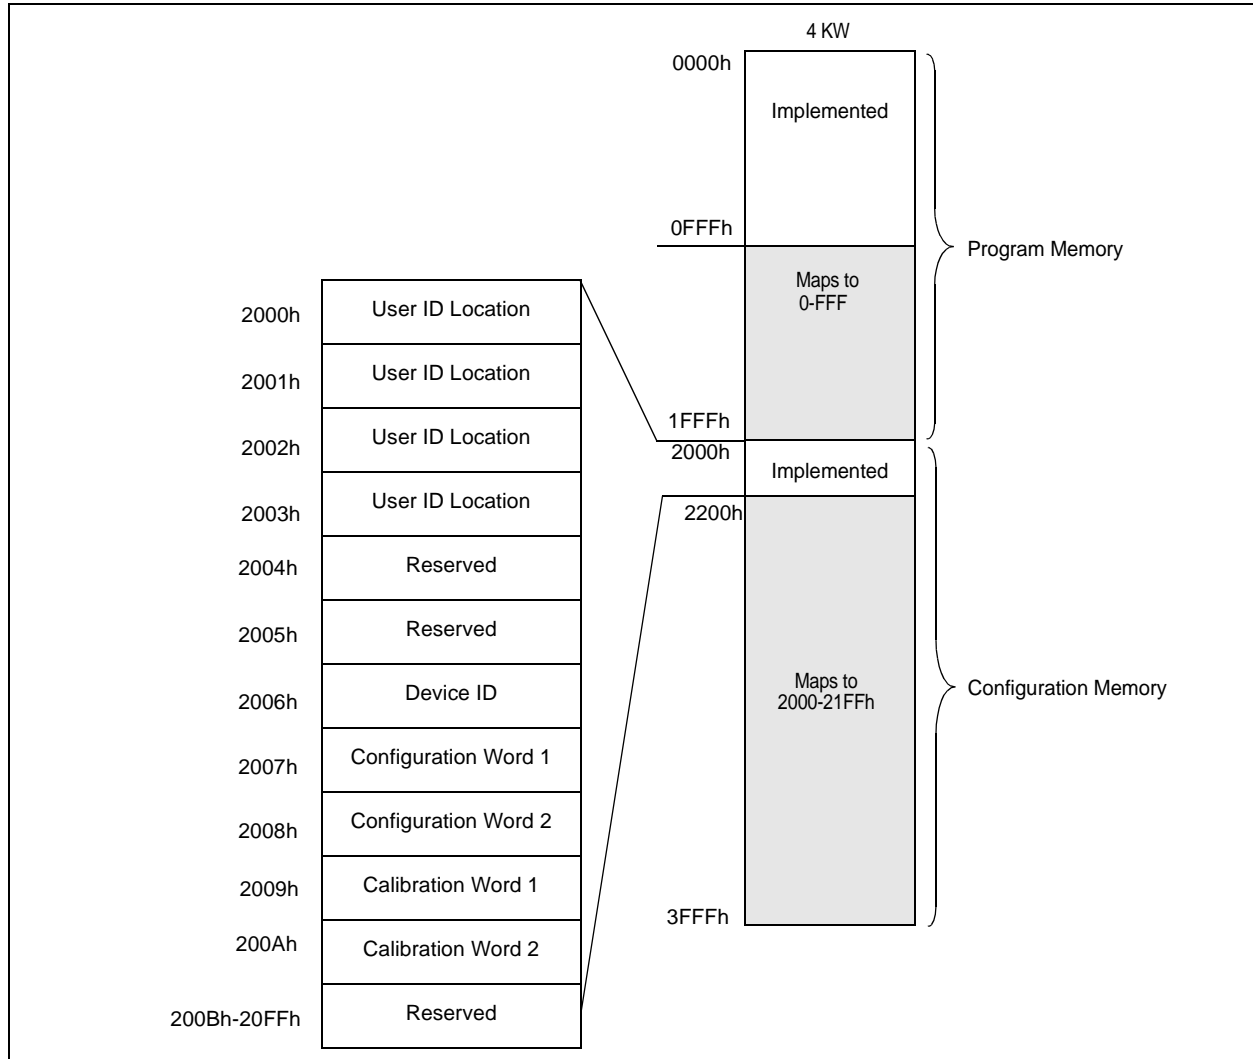 4 KW
0000h
Implemented
0FFFh
Program Memory
Maps to
0-FFF
1FFFh
2000h
Implemented
2200h
Maps to
2000-21FFh
Configuration Memory
3FFFh
2000h User ID Location
2001h User ID Location
2002h User ID Location
2003h User ID Location
2004h Reserved
2005h Reserved
2006h Device ID
2007h Configuration Word 1
2008h Configuration Word 2
2009h Calibration Word 1
200Ah Calibration Word 2
200Bh-20FFh Reserved